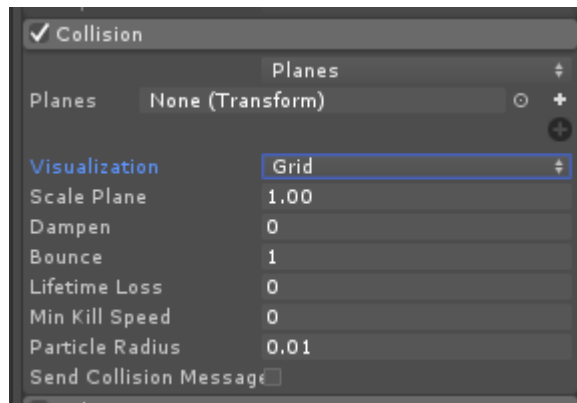 Collision
Planes
Planes None (Transform)
Visualization Grid
Scale Plane 1.00
Dampen 0
Bounce 1
Lifetime Loss 0
Min Kill Speed 0
Particle Radius 0.01
Send Collision Message